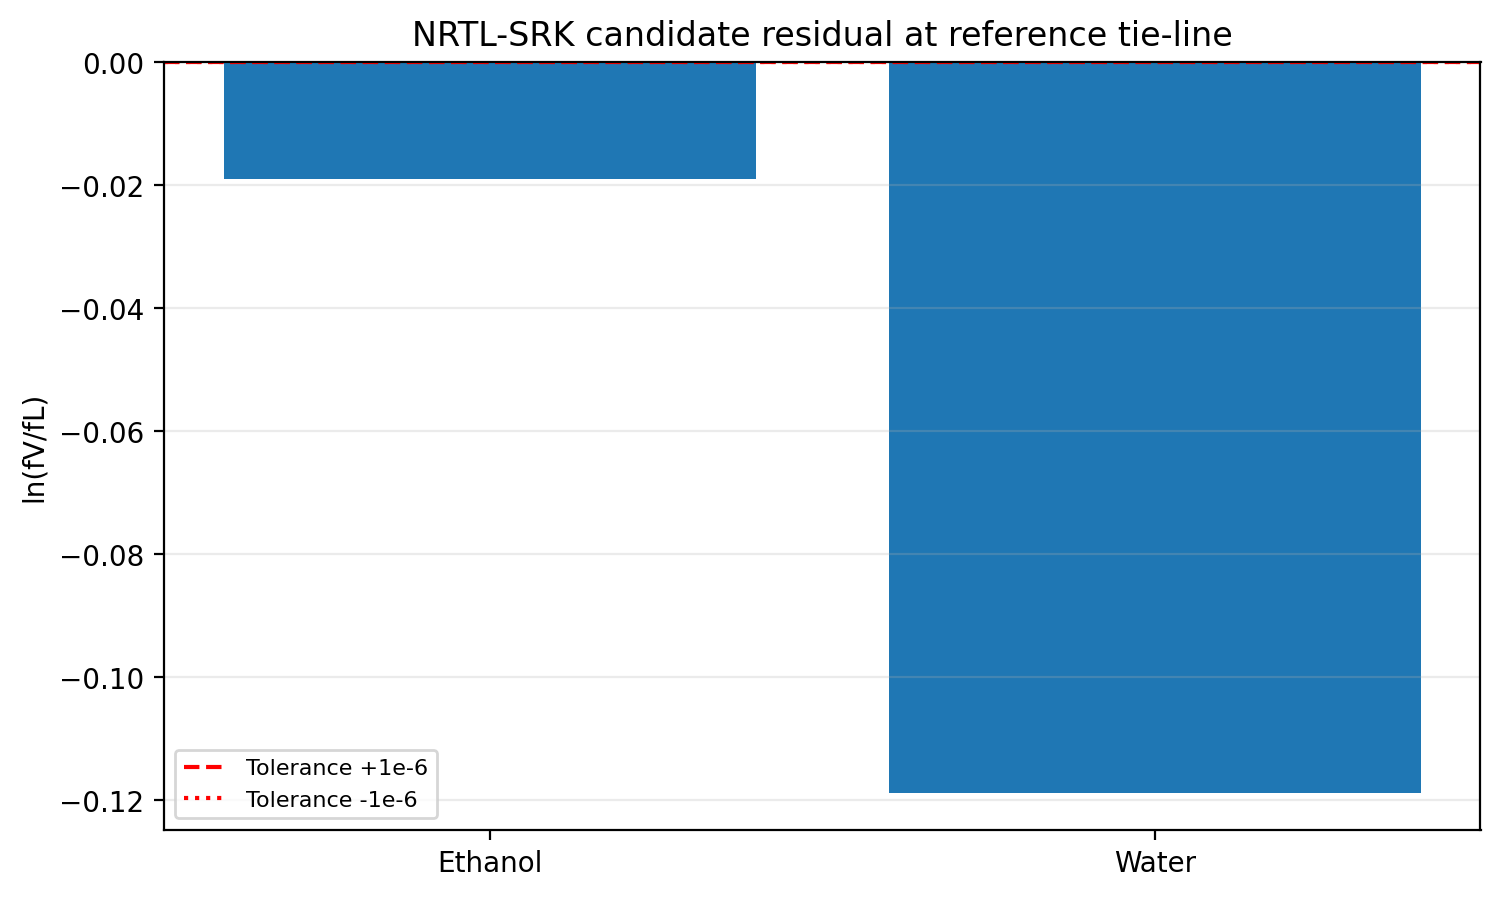 NRTL-SRK candidate residual at reference tie-line
0.00
−0.02
−0.04
−0.06
−0.08
−0.10
−0.12
ln(fV/fL)
Tolerance +1e-6
Tolerance -1e-6
Ethanol
Water